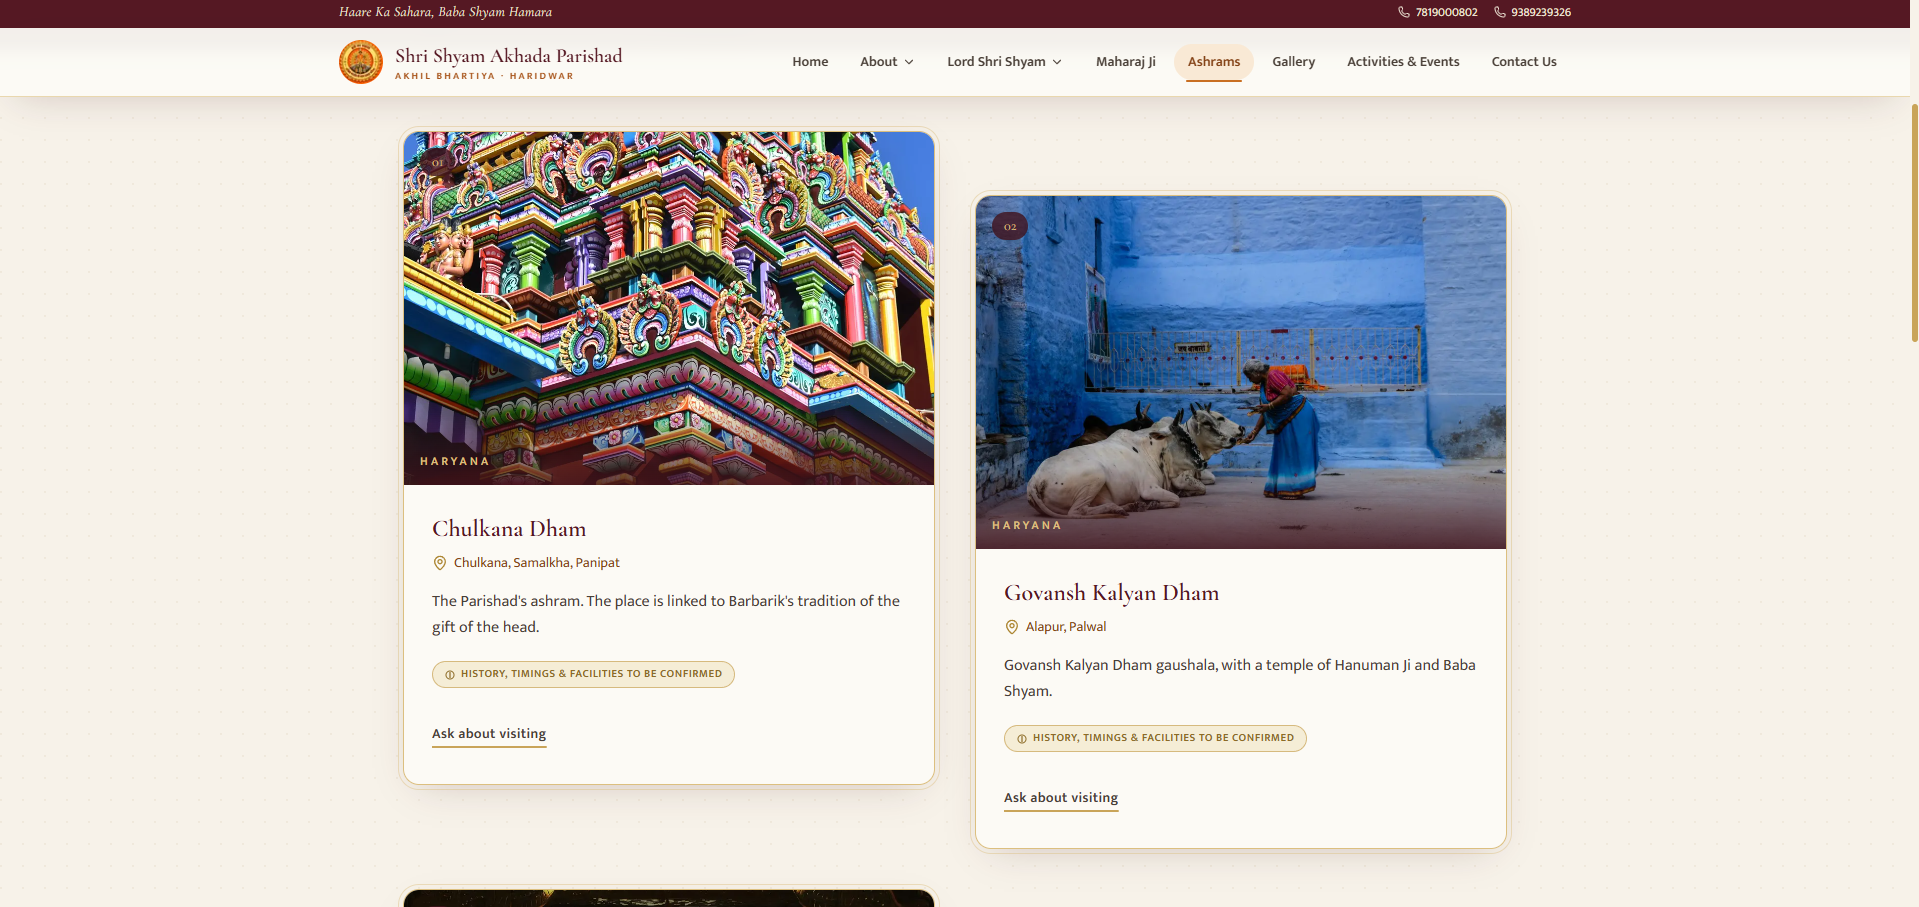 Haare Ka Sahara, Baba Shyam Hamara
7819000802
9389239326
Shri Shyam Akhada Parishad
AKHIL BHARTIYA · HARIDWAR
Home
About
Lord Shri Shyam
Maharaj Ji
Ashrams
Gallery
Activities & Events
Contact Us
01
HARYANA
Chulkana Dham
Chulkana, Samalkha, Panipat
The Parishad's ashram. The place is linked to Barbarik's tradition of the
gift of the head.
HISTORY, TIMINGS & FACILITIES TO BE CONFIRMED
Ask about visiting
02
HARYANA
Govansh Kalyan Dham
Alapur, Palwal
Govansh Kalyan Dham gaushala, with a temple of Hanuman Ji and Baba
Shyam.
HISTORY, TIMINGS & FACILITIES TO BE CONFIRMED
Ask about visiting